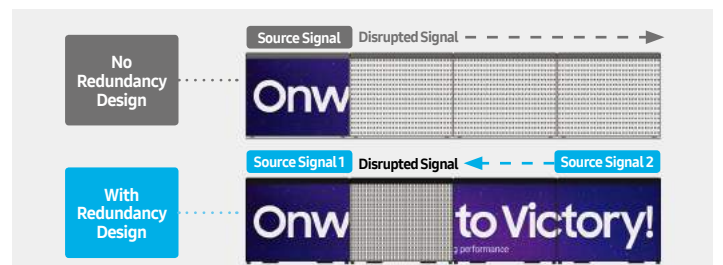 No
Redundancy
Design
Source Signal
Disrupted Signal
Onw
With
Redundancy
Design
Source Signal 1
Disrupted Signal
Source Signal 2
Onw to Victory!
g performance